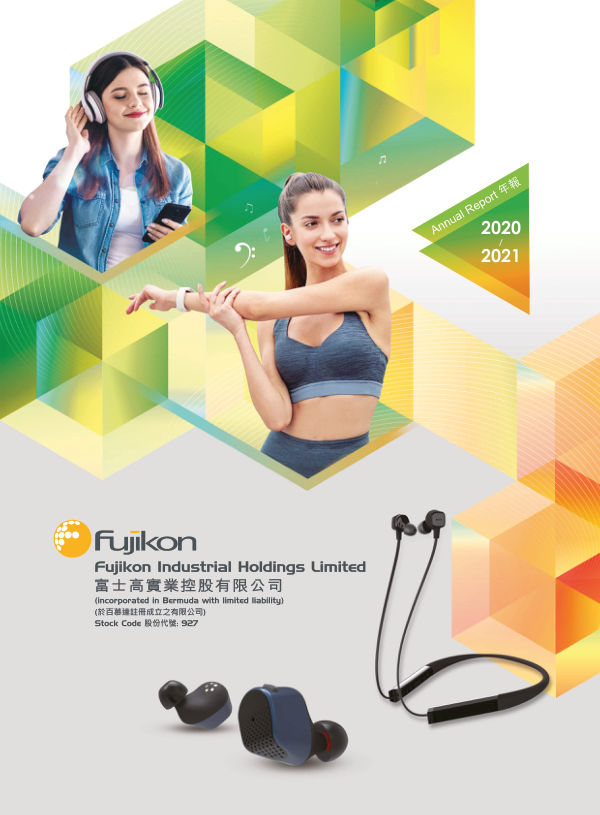 Annual Report 年報
2020
/
2021
Fujikon
Fujikon Industrial Holdings Limited
富士高實業控股有限公司
(incorporated in Bermuda with limited liability)
(於百慕達註冊成立之有限公司)
Stock Code 股份代號: 927